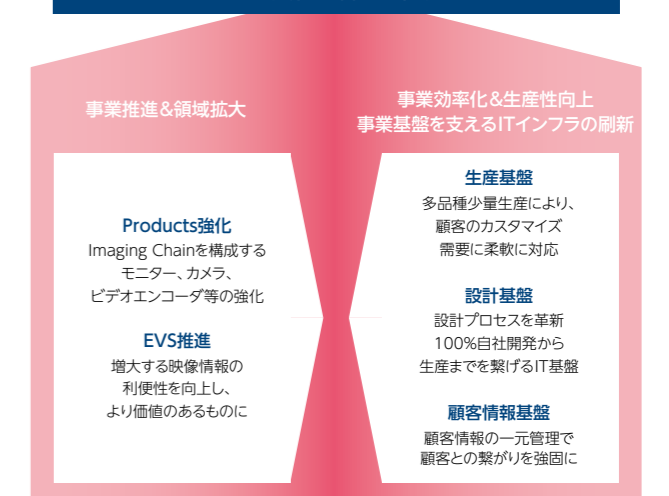 事業推進&領域拡大
Products強化
Imaging Chainを構成する
モニター、カメラ、
ビデオエンコーダ等の強化
EVS推進
増大する映像情報の
利便性を向上し、
より価値のあるものに
事業効率化&生産性向上
事業基盤を支えるITインフラの刷新
生産基盤
多品種少量生産により、
顧客のカスタマイズ
需要に柔軟に対応
設計基盤
設計プロセスを革新
100%自社開発から
生産までを繋げるIT基盤
顧客情報基盤
顧客情報の一元管理で
顧客との繋がりを強固に